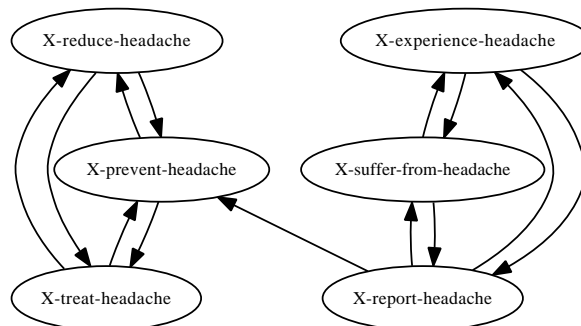 X-reduce-headache
X-experience-headache
X-prevent-headache
X-suffer-from-headache
X-treat-headache
X-report-headache